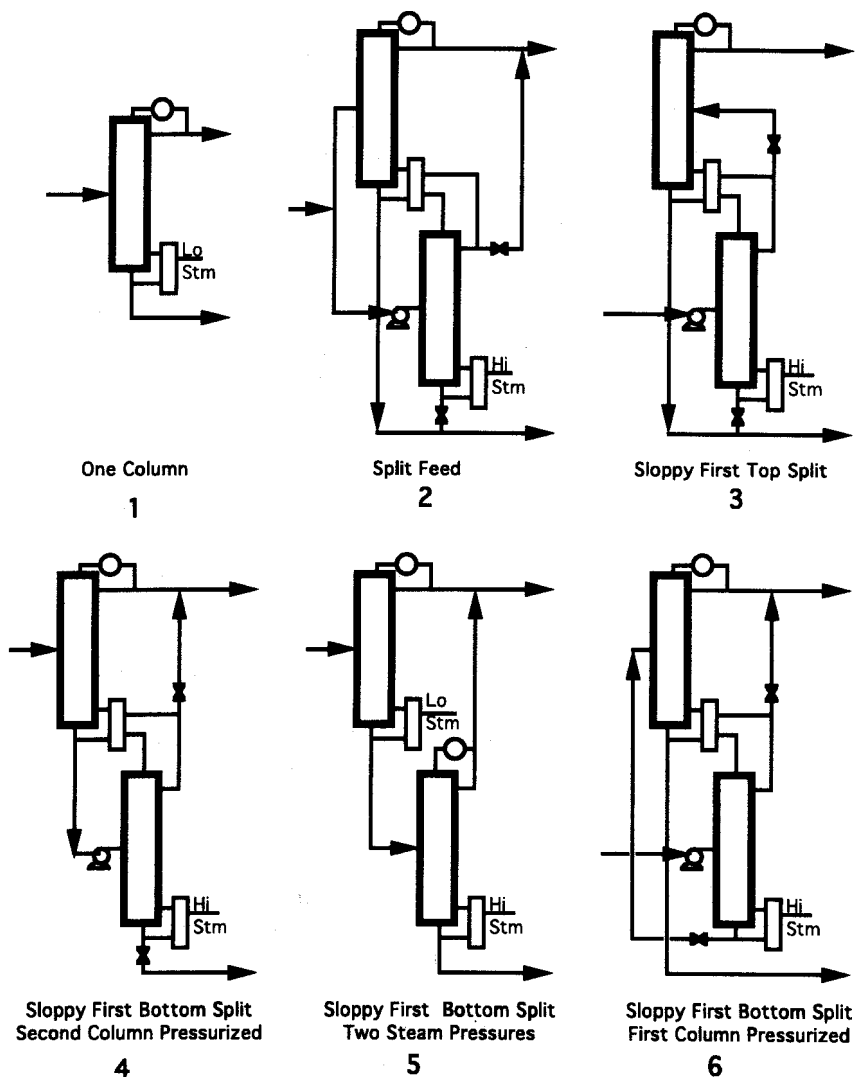 Lo
Stm
Hi
Stm
Hi
Stm
One Column
1
Split Feed
2
Sloppy First Top Split
3
Lo
Stm
Hi
Stm
Hi
Stm
Hi
Stm
Sloppy First Bottom Split
Second Column Pressurized
4
Sloppy First Bottom Split
Two Steam Pressures
5
Sloppy First Bottom Split
First Column Pressurized
6